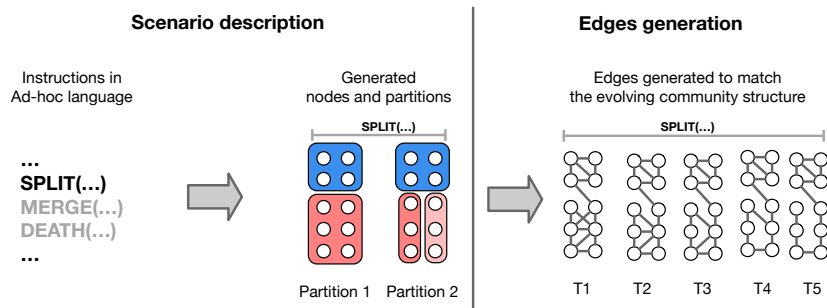 Scenario description
Edges generation
Instructions in
Ad-hoc language
Generated
nodes and partitions
Edges generated to match
the evolving community structure
SPLIT(...)
SPLIT(...)
...
SPLIT(...)
MERGE(...)
DEATH(...)
...
Partition 1
Partition 2
T1
T2
T3
T4
T5